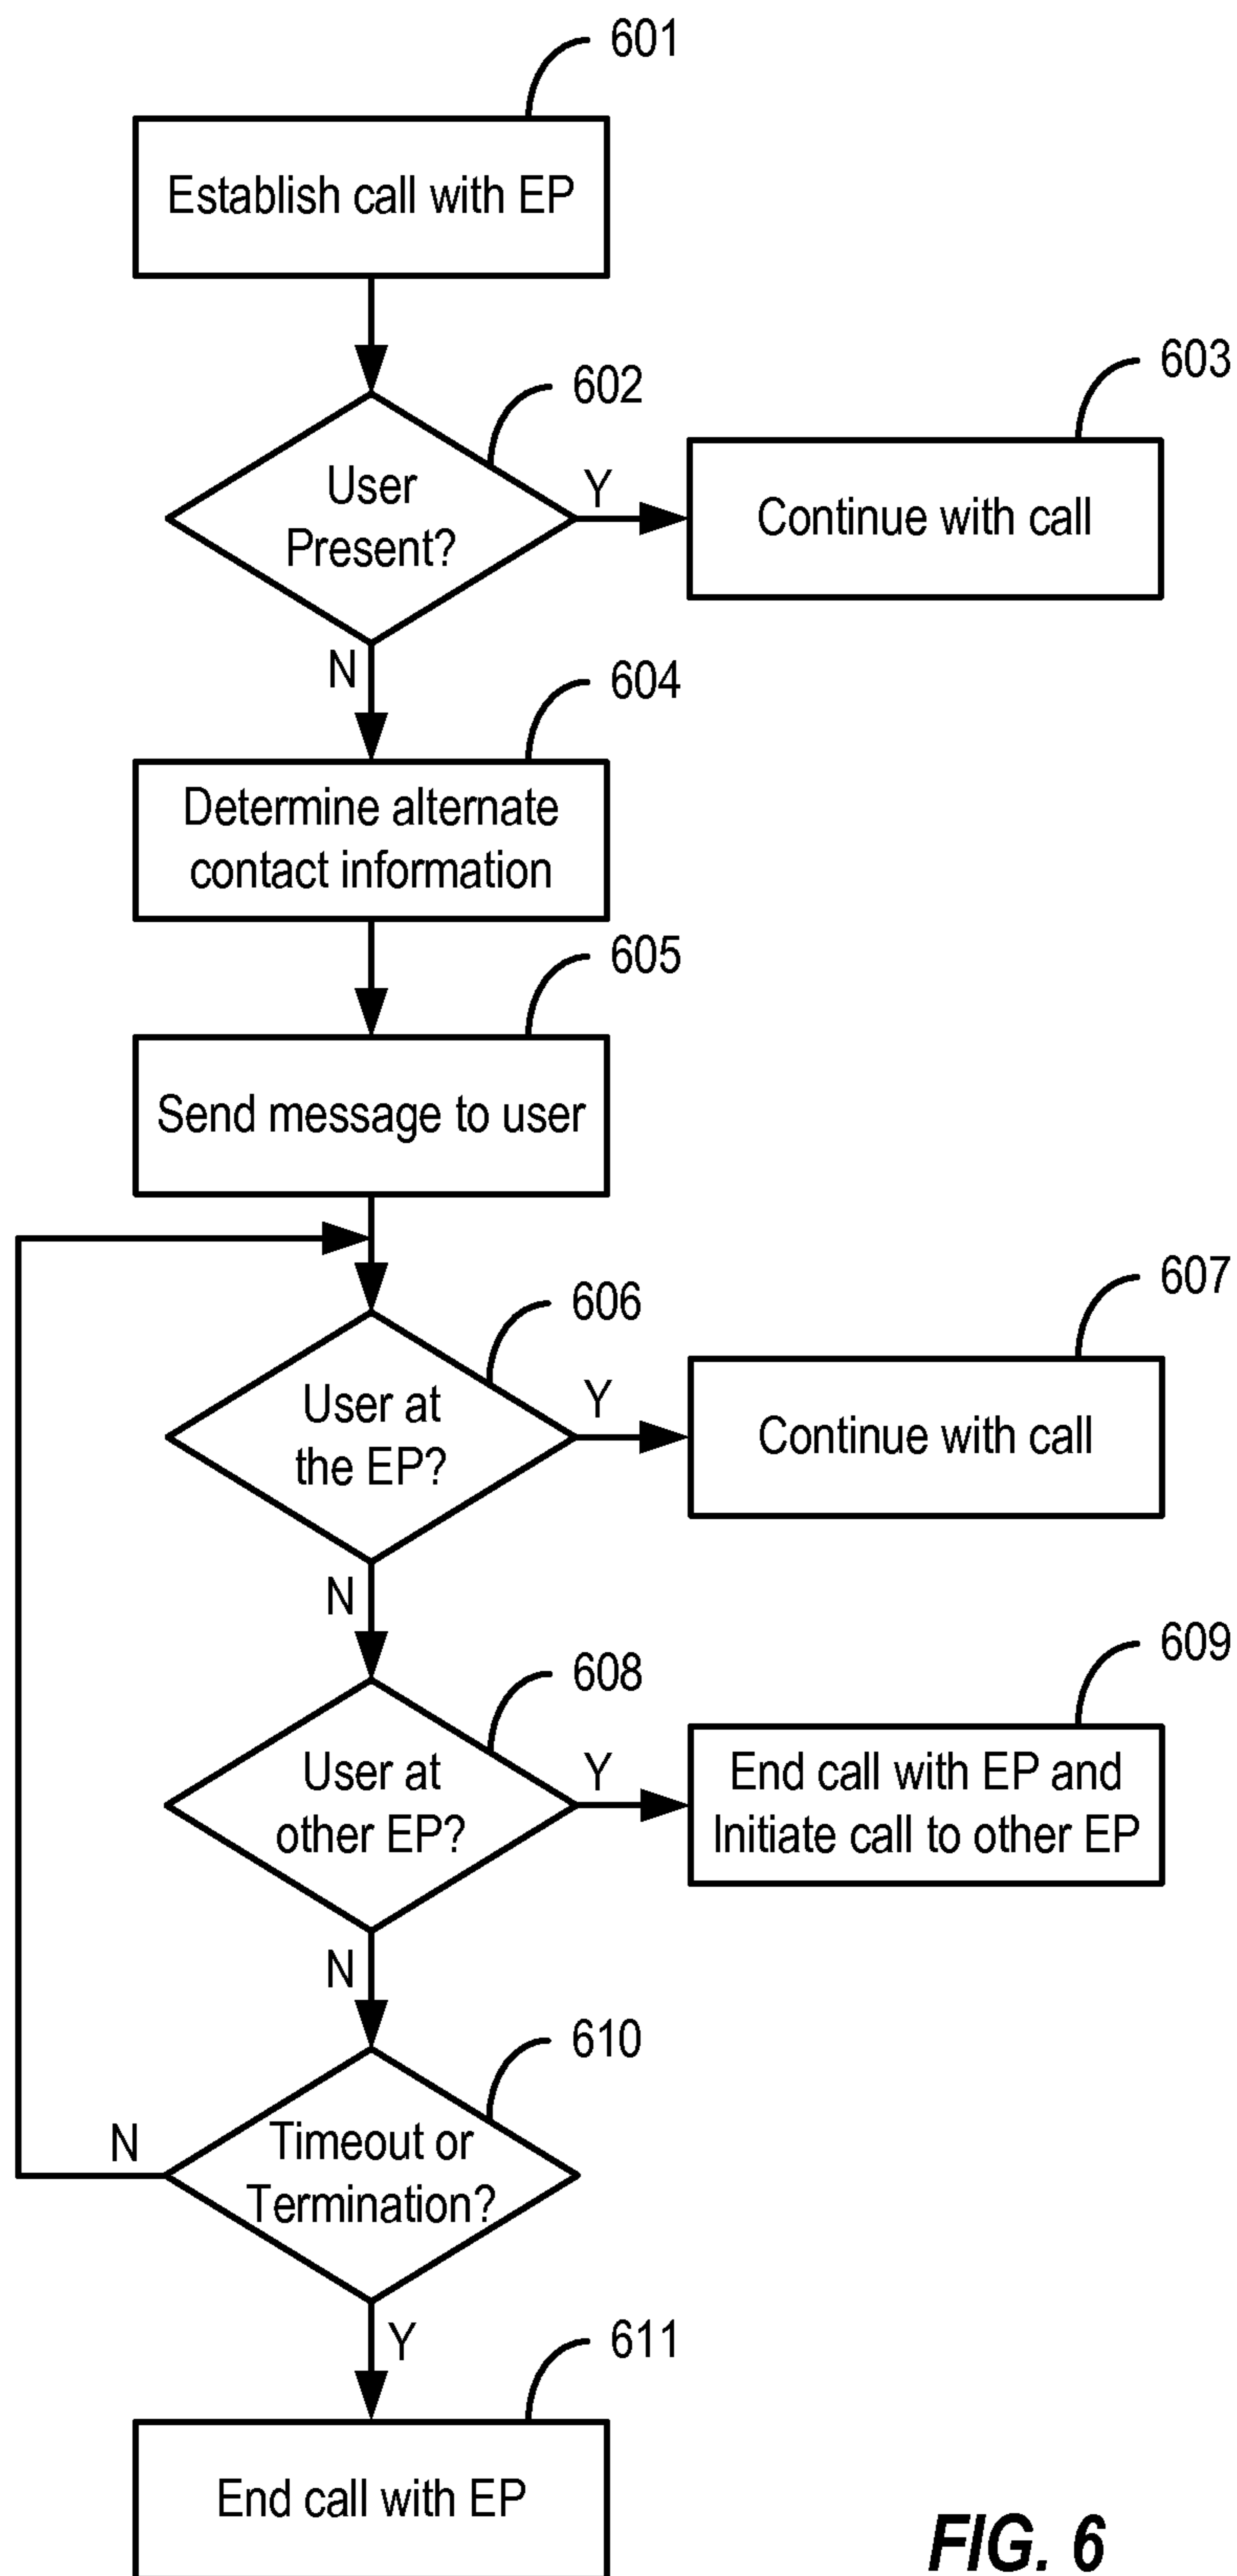 601
Establish call with EP
602
User
Present?
Y
603
Continue with call
N
604
Determine alternate
contact information
605
Send message to user
606
User at
the EP?
Y
607
Continue with call
N
608
User at
other EP?
Y
609
End call with EP and
Initiate call to other EP
N
610
Timeout or
Termination?
N
Y
611
End call with EP
FIG. 6